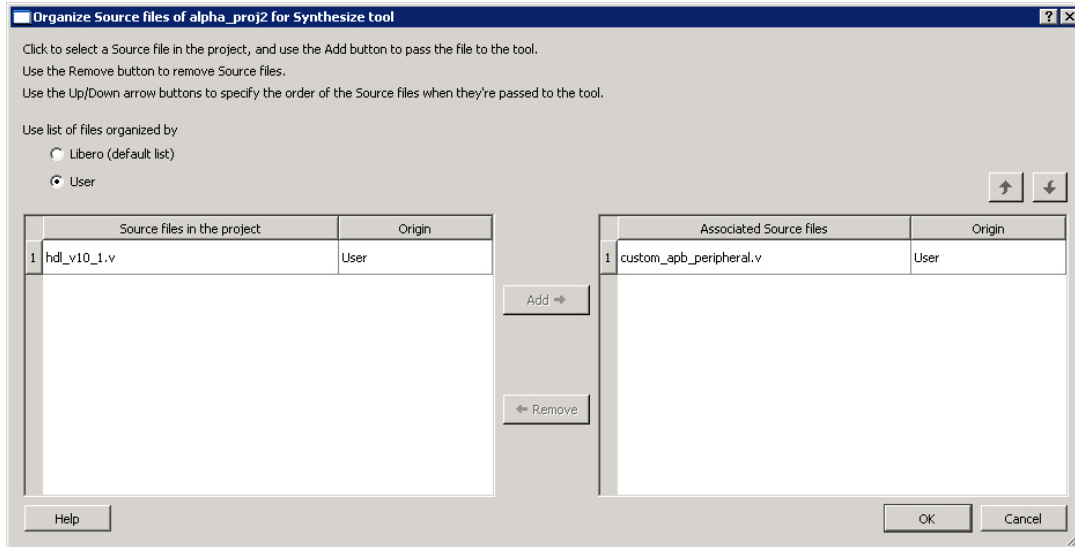 Organize Source files of alpha_proj2 for Synthesize tool
Click to select a Source file in the project, and use the Add button to pass the file to the tool.
Use the Remove button to remove Source files.
Use the Up/Down arrow buttons to specify the order of the Source files when they're passed to the tool.
Use list of files organized by
Libero (default list)
User
Source files in the project Origin
1 hdl_v10_1.v User
Add
Remove
Associated Source files Origin
1 custom_apb_peripheral.v User
Help OK Cancel